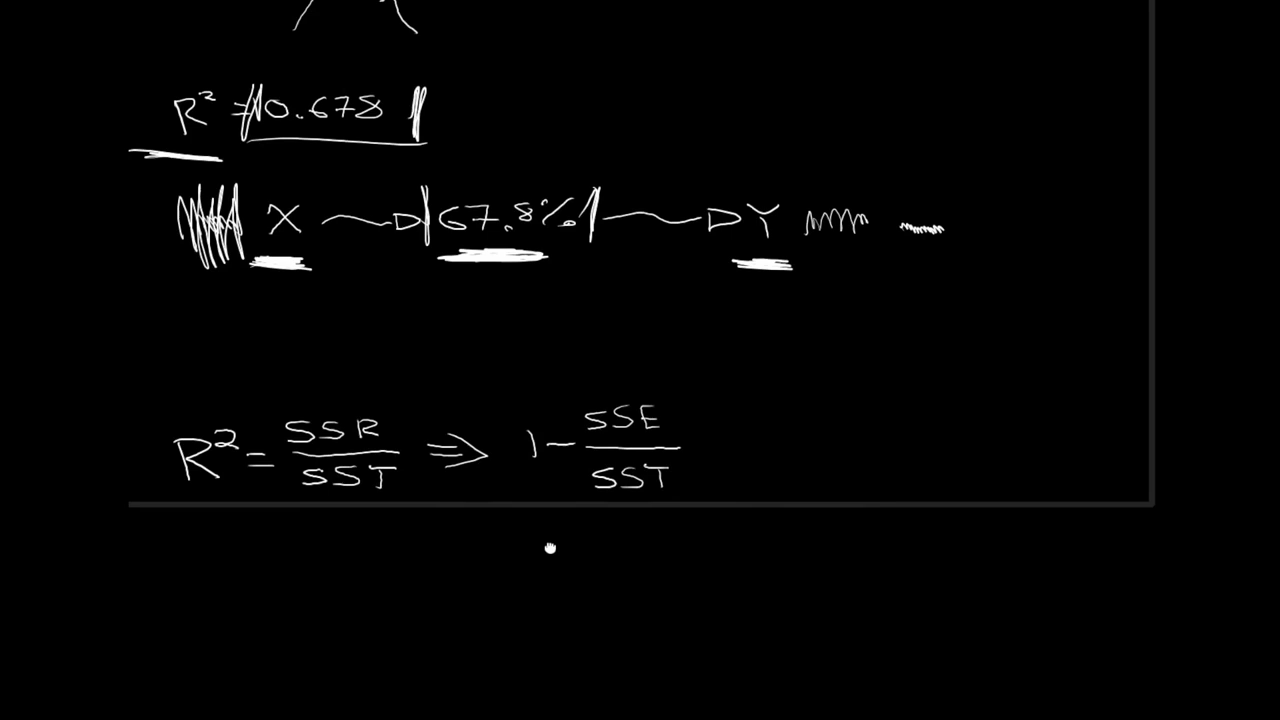 R² = 0.678
X → 67.8% → Y
R² = SSR/SST ⇒ 1 - SSE/SST